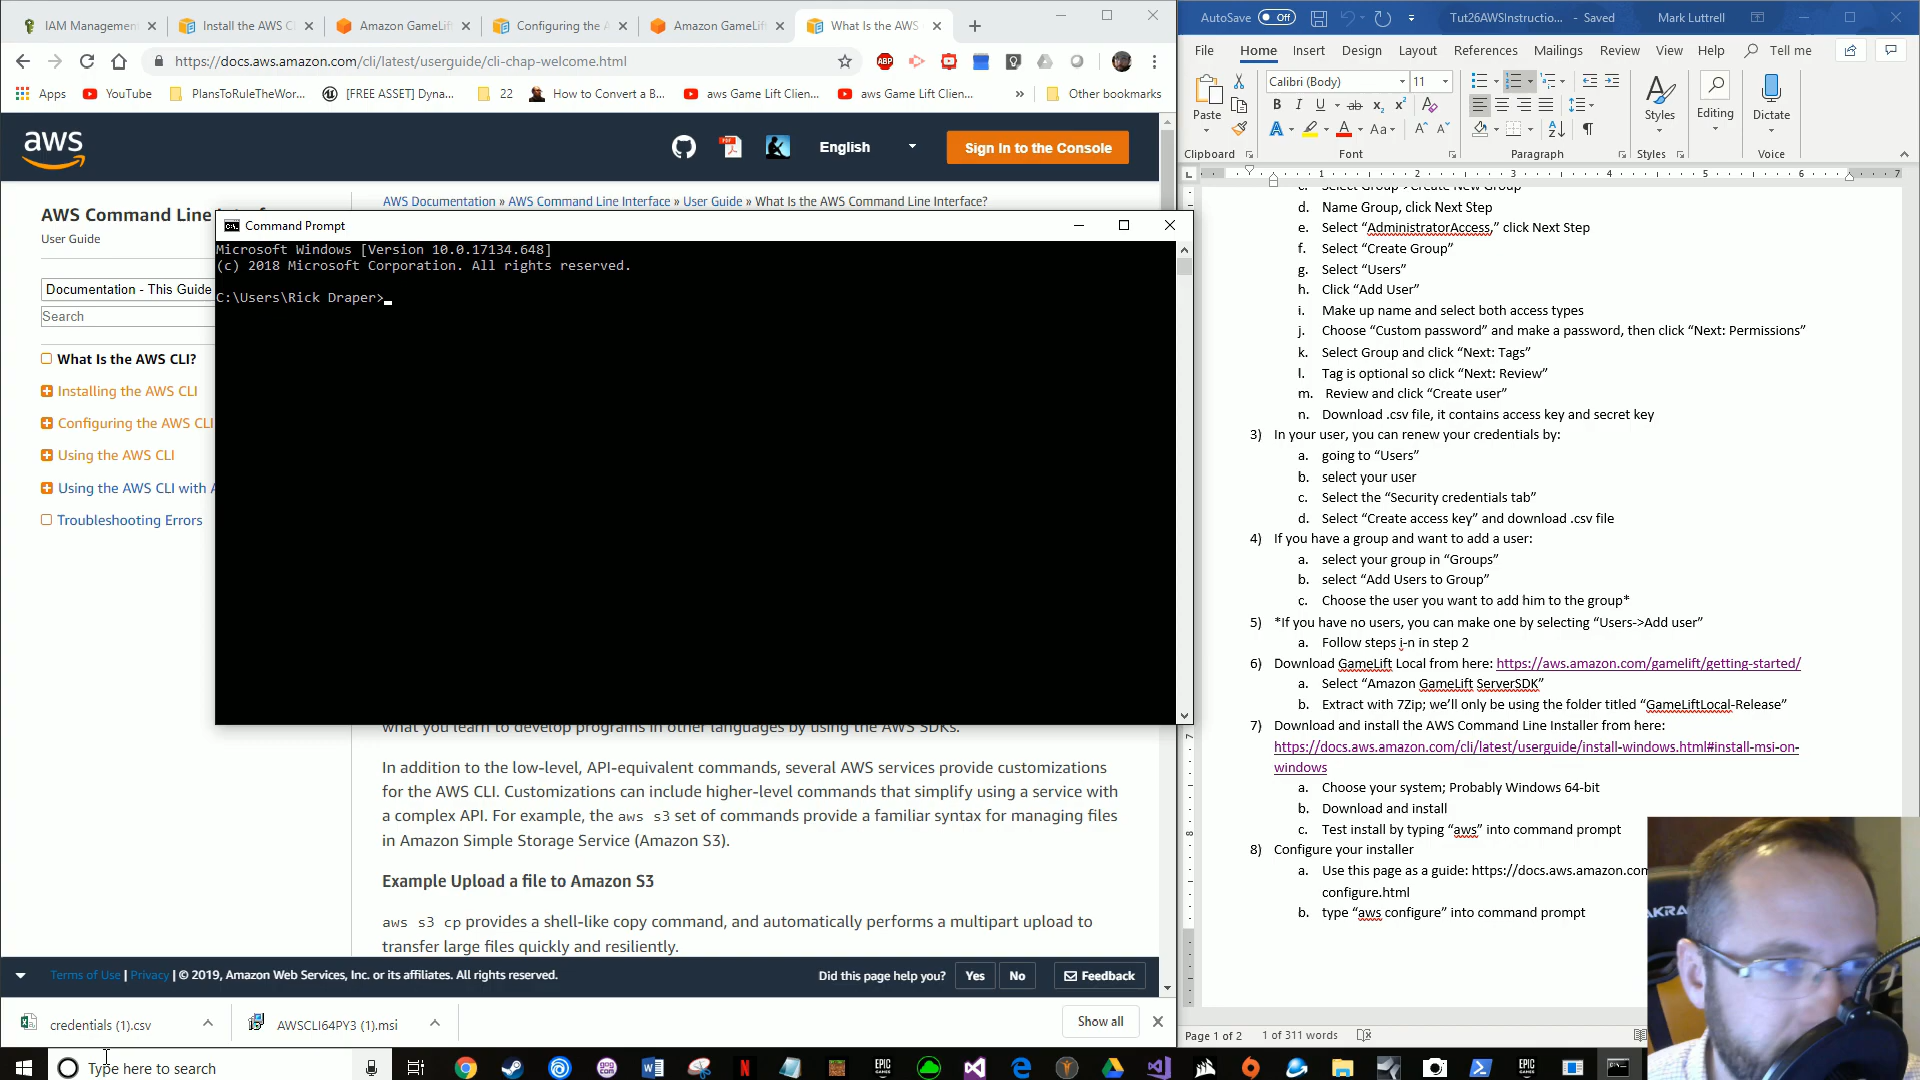 IAM Management
Install the AWS C
Amazon GameLif
Configuring the A
Amazon GameLif
What Is the AWS
https://docs.aws.amazon.com/cli/latest/userguide/cli-chap-welcome.html
ABP
Apps
YouTube
PlansToRuleTheWor...
[FREE ASSET] Dyna...
22
How to Convert a B...
aws Game Lift Clien...
aws Game Lift Clien...
»
Other bookmarks
aws
English
Sign In to the Console
AWS Command Line
User Guide
AWS Documentation » AWS Command Line Interface » User Guide » What Is the AWS Command Line Interface?
Documentation - This Guide
Search
What Is the AWS CLI?
Installing the AWS CLI
Configuring the AWS CLI
Using the AWS CLI
Using the AWS CLI with
Troubleshooting Errors
Command Prompt
Microsoft Windows [Version 10.0.17134.648]
(c) 2018 Microsoft Corporation. All rights reserved.
C:\Users\Rick Draper>
what you learn to develop programs in other languages by using the AWS SDKs.
In addition to the low-level, API-equivalent commands, several AWS services provide customizations
for the AWS CLI. Customizations can include higher-level commands that simplify using a service with
a complex API. For example, the aws s3 set of commands provide a familiar syntax for managing files
in Amazon Simple Storage Service (Amazon S3).
Example Upload a file to Amazon S3
aws s3 cp provides a shell-like copy command, and automatically performs a multipart upload to
transfer large files quickly and resiliently.
Terms of Use | Privacy | © 2019, Amazon Web Services, Inc. or its affiliates. All rights reserved.
Did this page help you?
Yes
No
Feedback
credentials (1).csv
AWSCLI64PY3 (1).msi
Show all
Type here to search
AutoSave
Off
Tut26AWSInstructio... - Saved
Mark Luttrell
File
Home
Insert
Design
Layout
References
Mailings
Review
View
Help
Tell me
Paste
Calibri (Body)
11
Styles
Editing
Dictate
Clipboard
Font
Paragraph
Styles
Voice
1 2 3 4 5 6 7
c. Select Group->Create New Group
d. Name Group, click Next Step
e. Select “AdministratorAccess,” click Next Step
f. Select “Create Group”
g. Select “Users”
h. Click “Add User”
i. Make up name and select both access types
j. Choose “Custom password” and make a password, then click “Next: Permissions”
k. Select Group and click “Next: Tags”
l. Tag is optional so click “Next: Review”
m. Review and click “Create user”
n. Download .csv file, it contains access key and secret key
3) In your user, you can renew your credentials by:
a. going to “Users”
b. select your user
c. Select the “Security credentials tab”
d. Select “Create access key” and download .csv file
4) If you have a group and want to add a user:
a. select your group in “Groups”
b. select “Add Users to Group”
c. Choose the user you want to add him to the group*
5) *If you have no users, you can make one by selecting “Users->Add user”
a. Follow steps i-n in step 2
6) Download GameLift Local from here: https://aws.amazon.com/gamelift/getting-started/
a. Select “Amazon GameLift ServerSDK”
b. Extract with 7Zip; we’ll only be using the folder titled “GameLiftLocal-Release”
7) Download and install the AWS Command Line Installer from here:
https://docs.aws.amazon.com/cli/latest/userguide/install-windows.html#install-msi-on-
windows
a. Choose your system; Probably Windows 64-bit
b. Download and install
c. Test install by typing “aws” into command prompt
8) Configure your installer
a. Use this page as a guide: https://docs.aws.amazon.com
configure.html
b. type “aws configure” into command prompt
Page 1 of 2
1 of 311 words